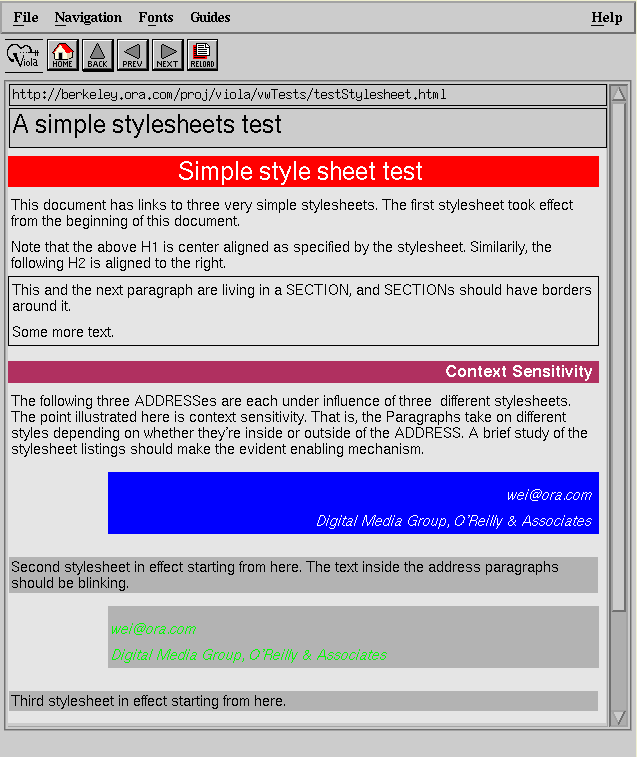 File Navigation Fonts Guides Help
Viola HOME BACK PREV NEXT RELOAD
http://berkeley.ora.com/proj/viola/vwTests/testStylesheet.html
A simple stylesheets test
Simple style sheet test
This document has links to three very simple stylesheets. The first stylesheet took effect
from the beginning of this document.
Note that the above H1 is center aligned as specified by the stylesheet. Similarily, the
following H2 is aligned to the right.
This and the next paragraph are living in a SECTION, and SECTIONs should have borders
around it.
Some more text.
Context Sensitivity
The following three ADDRESSes are each under influence of three  different stylesheets.
The point illustrated here is context sensitivity. That is, the Paragraphs take on different
styles depending on whether they're inside or outside of the ADDRESS. A brief study of the
stylesheet listings should make the evident enabling mechanism.
wei@ora.com
Digital Media Group, O'Reilly & Associates
Second stylesheet in effect starting from here. The text inside the address paragraphs
should be blinking.
wei@ora.com
Digital Media Group, O'Reilly & Associates
Third stylesheet in effect starting from here.